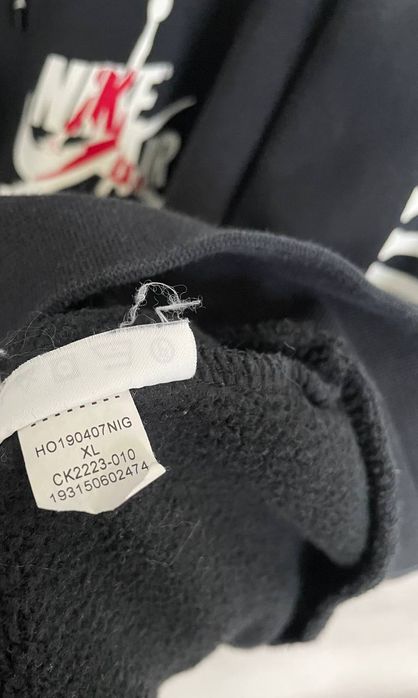 NIKE
AIR
HO190407NIG
XL
CK2223-010
193150602474